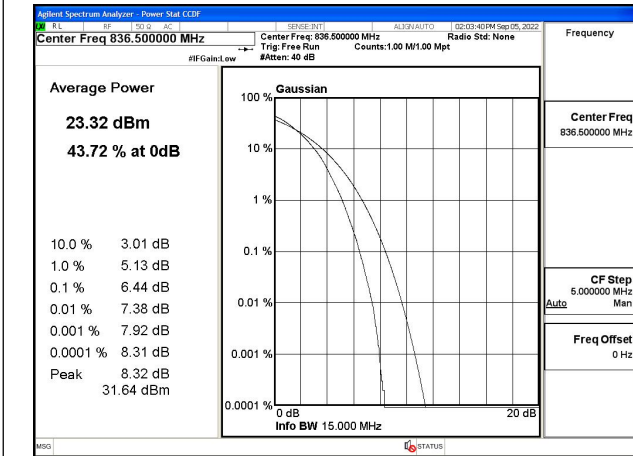 Agilent Spectrum Analyzer - Power Stat CCDF
RL RF 50 Ω AC SENSE:INT ALIGN AUTO 02:03:40 PM Sep 05, 2022
Center Freq 836.500000 MHz
Center Freq: 836.500000 MHz Radio Std: None
Trig: Free Run Counts:1.00 M/1.00 Mpt
#IFGain:Low #Atten: 40 dB
Frequency
Average Power
23.32 dBm
43.72 % at 0dB
10.0 % 3.01 dB
1.0 % 5.13 dB
0.1 % 6.44 dB
0.01 % 7.38 dB
0.001 % 7.92 dB
0.0001 % 8.31 dB
Peak 8.32 dB
31.64 dBm
Gaussian
100 %
10 %
1 %
0.1 %
0.01 %
0.001 %
0.0001 %
0 dB 20 dB
Info BW 15.000 MHz
Center Freq
836.500000 MHz
CF Step
5.000000 MHz
Auto Man
Freq Offset
0 Hz
MSG STATUS